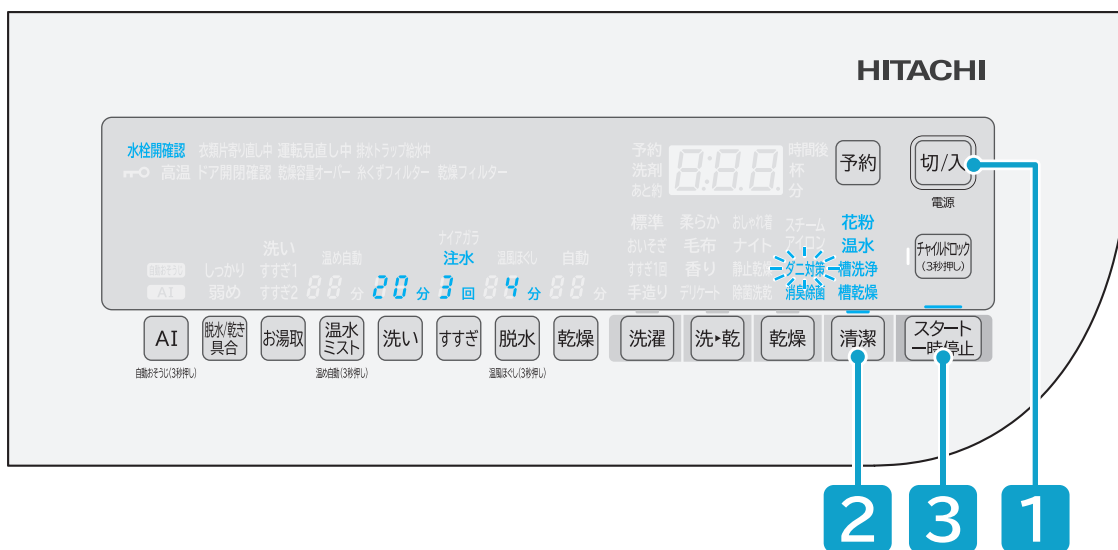 HITACHI
水栓開確認 衣類片寄り直し中 運転見直し中 排水トラップ給水中
高温 ドア開閉確認 乾燥容量オーバー 糸くずフィルター 乾燥フィルター
予約 8:8.8 時間後
洗剤 杯
あと約 分
予約
切/入
電源
チャイルドロック
(3秒押し)
標準 柔らか おしゃれ着 スチーム 花粉
おいそぎ 毛布 ナイト アイロン 温水
すすぎ1回 香り 静止乾燥 ダニ対策 槽洗浄
手造り デリケート 除菌洗乾 消臭除菌 槽乾燥
ナイアガラ
洗い 温め自動 注水 温風ほぐし 自動
しっかり すすぎ1
AI 弱め すすぎ2 88 分 20 分 3 回 84 分 88 分
AI
脱水/乾き
具合
お湯取
温水
ミスト
洗い
すすぎ
脱水
乾燥
洗濯
洗▸乾
乾燥
清潔
スタート
一時停止
自動おそうじ(3秒押し)
温め自動(3秒押し)
温風ほぐし(3秒押し)
2 3 1